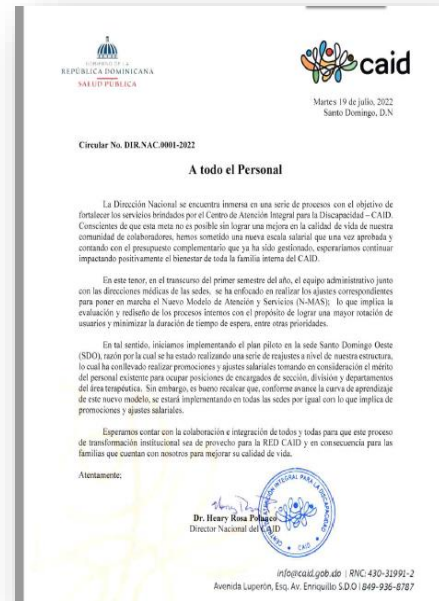 GOBIERNO DE LA
REPÚBLICA DOMINICANA
SALUD PÚBLICA
caid
Martes 19 de julio, 2022
Santo Domingo, D.N
Circular No. DIR.NAC.0001-2022
A todo el Personal
La Dirección Nacional se encuentra inmersa en una serie de procesos con el objetivo de
fortalecer los servicios brindados por el Centro de Atención Integral para la Discapacidad – CAID.
Conscientes de que esta meta no es posible sin lograr una mejora en la calidad de vida de nuestra
comunidad de colaboradores, hemos sometido una nueva escala salarial que una vez aprobada y
contando con el presupuesto complementario que ya ha sido gestionado, esperaríamos continuar
impactando positivamente el bienestar de toda la familia interna del CAID.
En este tenor, en el transcurso del primer semestre del año, el equipo administrativo junto
con las direcciones médicas de las sedes, se ha enfocado en realizar los ajustes correspondientes
para poner en marcha el Nuevo Modelo de Atención y Servicios (N-MAS); lo que implica la
evaluación y rediseño de los procesos internos con el propósito de lograr una mayor rotación de
usuarios y minimizar la duración de tiempo de espera, entre otras prioridades.
En tal sentido, iniciamos implementando el plan piloto en la sede Santo Domingo Oeste
(SDO), razón por la cual se ha estado realizando una serie de reajustes a nivel de nuestra estructura,
lo cual ha conllevado realizar promociones y ajustes salariales tomando en consideración el mérito
del personal existente para ocupar posiciones de encargados de sección, división y departamentos
del área terapéutica. Sin embargo, es bueno recalcar que, conforme avance la curva de aprendizaje
de este nuevo modelo, se estará implementando en todas las sedes por igual con lo que implica de
promociones y ajustes salariales.
Esperamos contar con la colaboración e integración de todos y todas para que este proceso
de transformación institucional sea de provecho para la RED CAID y en consecuencia para las
familias que cuentan con nosotros para mejorar su calidad de vida.
Atentamente;
Dr. Henry Rosa Polanco
Director Nacional del CAID
CENTRO DE ATENCIÓN INTEGRAL PARA LA DISCAPACIDAD
CAID
info@caid.gob.do | RNC: 430-31991-2
Avenida Luperón, Esq. Av. Enriquillo S.D.O | 849-936-8787